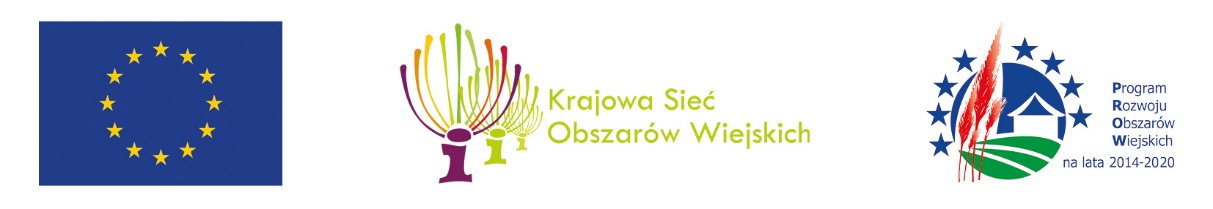 Krajowa Sieć
Obszarów Wiejskich
Program
Rozwoju
Obszarów
Wiejskich
na lata 2014-2020